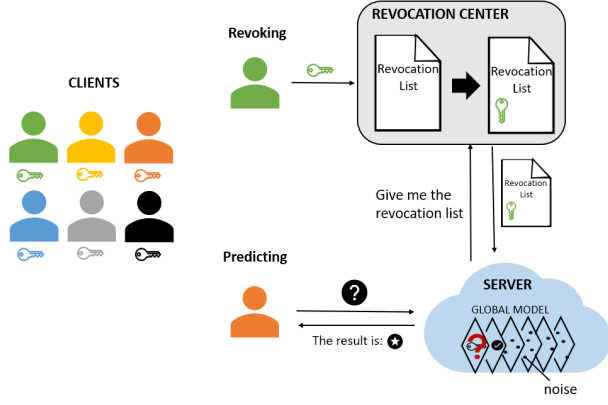 REVOCATION CENTER
Revoking
Revocation
List
Revocation
List
CLIENTS
Give me the
revocation list
Revocation
List
Predicting
?
The result is:
SERVER
GLOBAL MODEL
?
noise